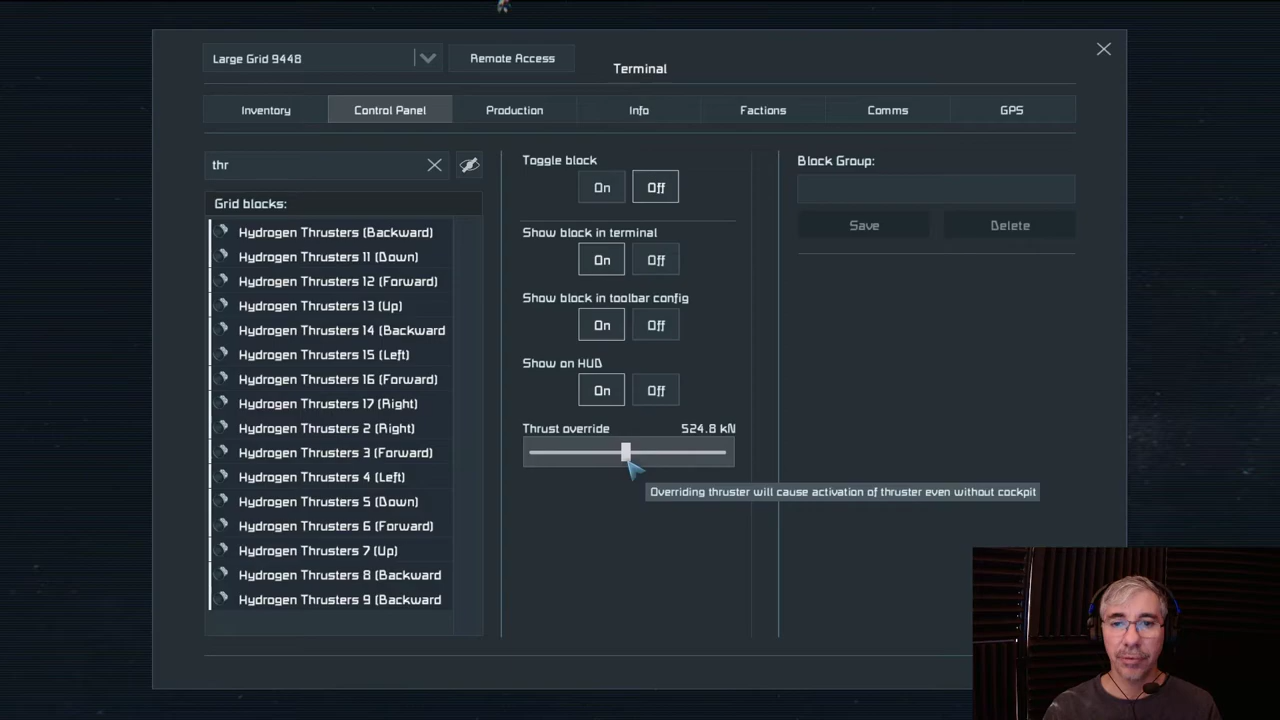 Large Grid 9448
Remote Access
Terminal
Inventory
Control Panel
Production
Info
Factions
Comms
GPS
thr
Grid blocks:
Hydrogen Thrusters (Backward)
Hydrogen Thrusters 11 (Down)
Hydrogen Thrusters 12 (Forward)
Hydrogen Thrusters 13 (Up)
Hydrogen Thrusters 14 (Backward
Hydrogen Thrusters 15 (Left)
Hydrogen Thrusters 16 (Forward)
Hydrogen Thrusters 17 (Right)
Hydrogen Thrusters 2 (Right)
Hydrogen Thrusters 3 (Forward)
Hydrogen Thrusters 4 (Left)
Hydrogen Thrusters 5 (Down)
Hydrogen Thrusters 6 (Forward)
Hydrogen Thrusters 7 (Up)
Hydrogen Thrusters 8 (Backward
Hydrogen Thrusters 9 (Backward
Toggle block
On Off
Show block in terminal
On Off
Show block in toolbar config
On Off
Show on HUD
On Off
Thrust override 524.8 kN
Overriding thruster will cause activation of thruster even without cockpit
Block Group:
Save
Delete